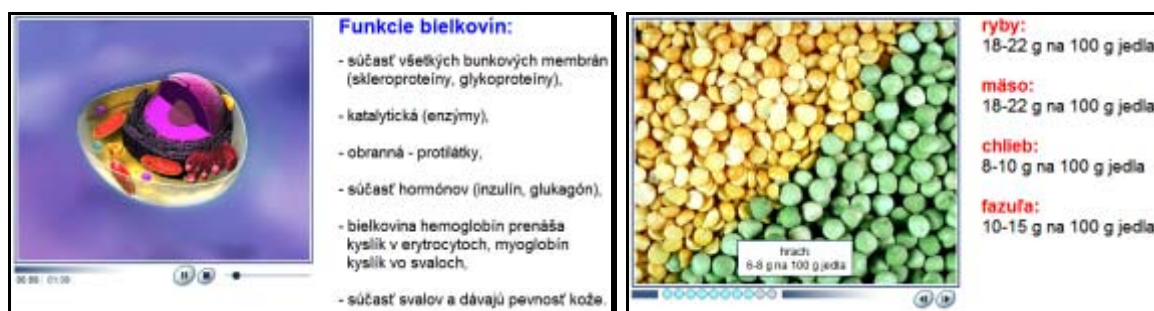 Funkcie bielkovín:
- súčasť všetkých bunkových membrán
(skleroproteíny, glykoproteíny),
- katalytická (enzýmy),
- obranná - protilátky,
- súčasť hormónov (inzulín, glukagón),
- bielkovina hemoglobín prenáša
kyslík v erytrocytoch, myoglobín
kyslík vo svaloch,
- súčasť svalov a dávajú pevnosť kože.
ryby:
18-22 g na 100 g jedla
mäso:
18-22 g na 100 g jedla
chlieb:
8-10 g na 100 g jedla
fazuľa:
10-15 g na 100 g jedla
hrach:
6-8 g na 100 g jedla